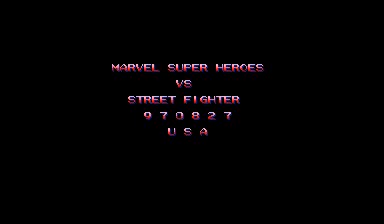 MARVEL SUPER HEROES
VS
STREET FIGHTER
9 7 0 8 2 7
U S A